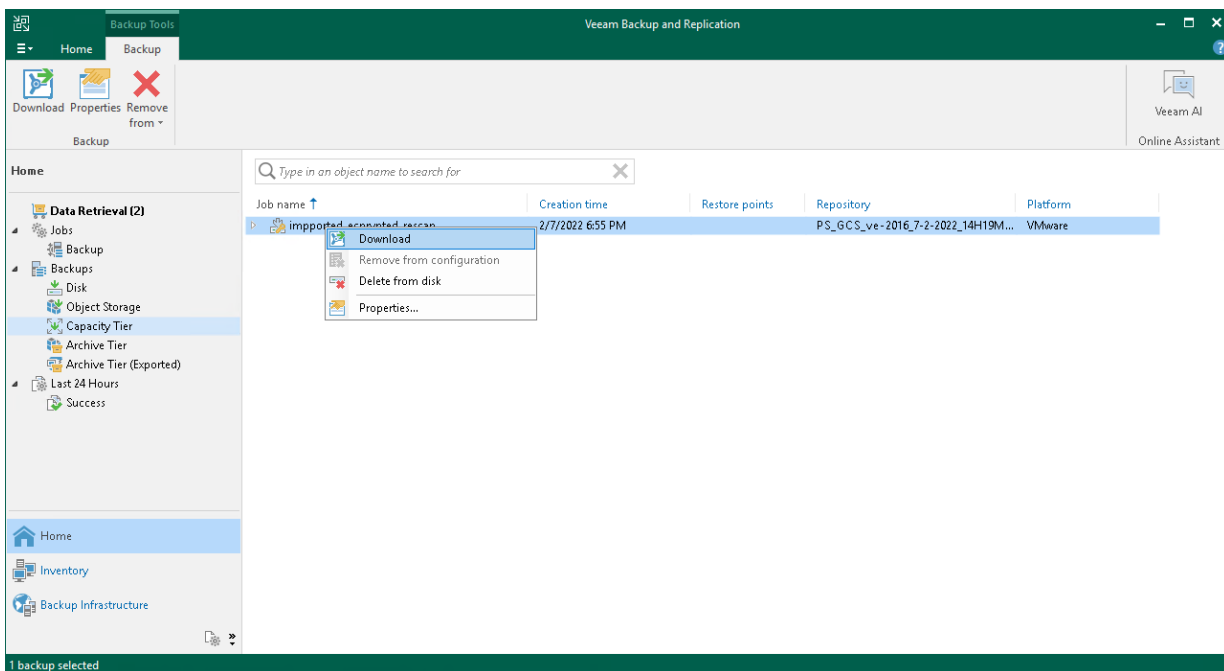 Backup Tools
Veeam Backup and Replication
Home Backup
Download Properties Remove from
Veeam AI
Backup
Online Assistant
Home
Type in an object name to search for
Data Retrieval (2)
Jobs
Backup
Backups
Disk
Object Storage
Capacity Tier
Archive Tier
Archive Tier (Exported)
Last 24 Hours
Success
Job name Creation time Restore points Repository Platform
2/7/2022 6:55 PM PS_GCS_ve-2016_7-2-2022_14H19M... VMware
Download
Remove from configuration
Delete from disk
Properties...
Home
Inventory
Backup Infrastructure
1 backup selected